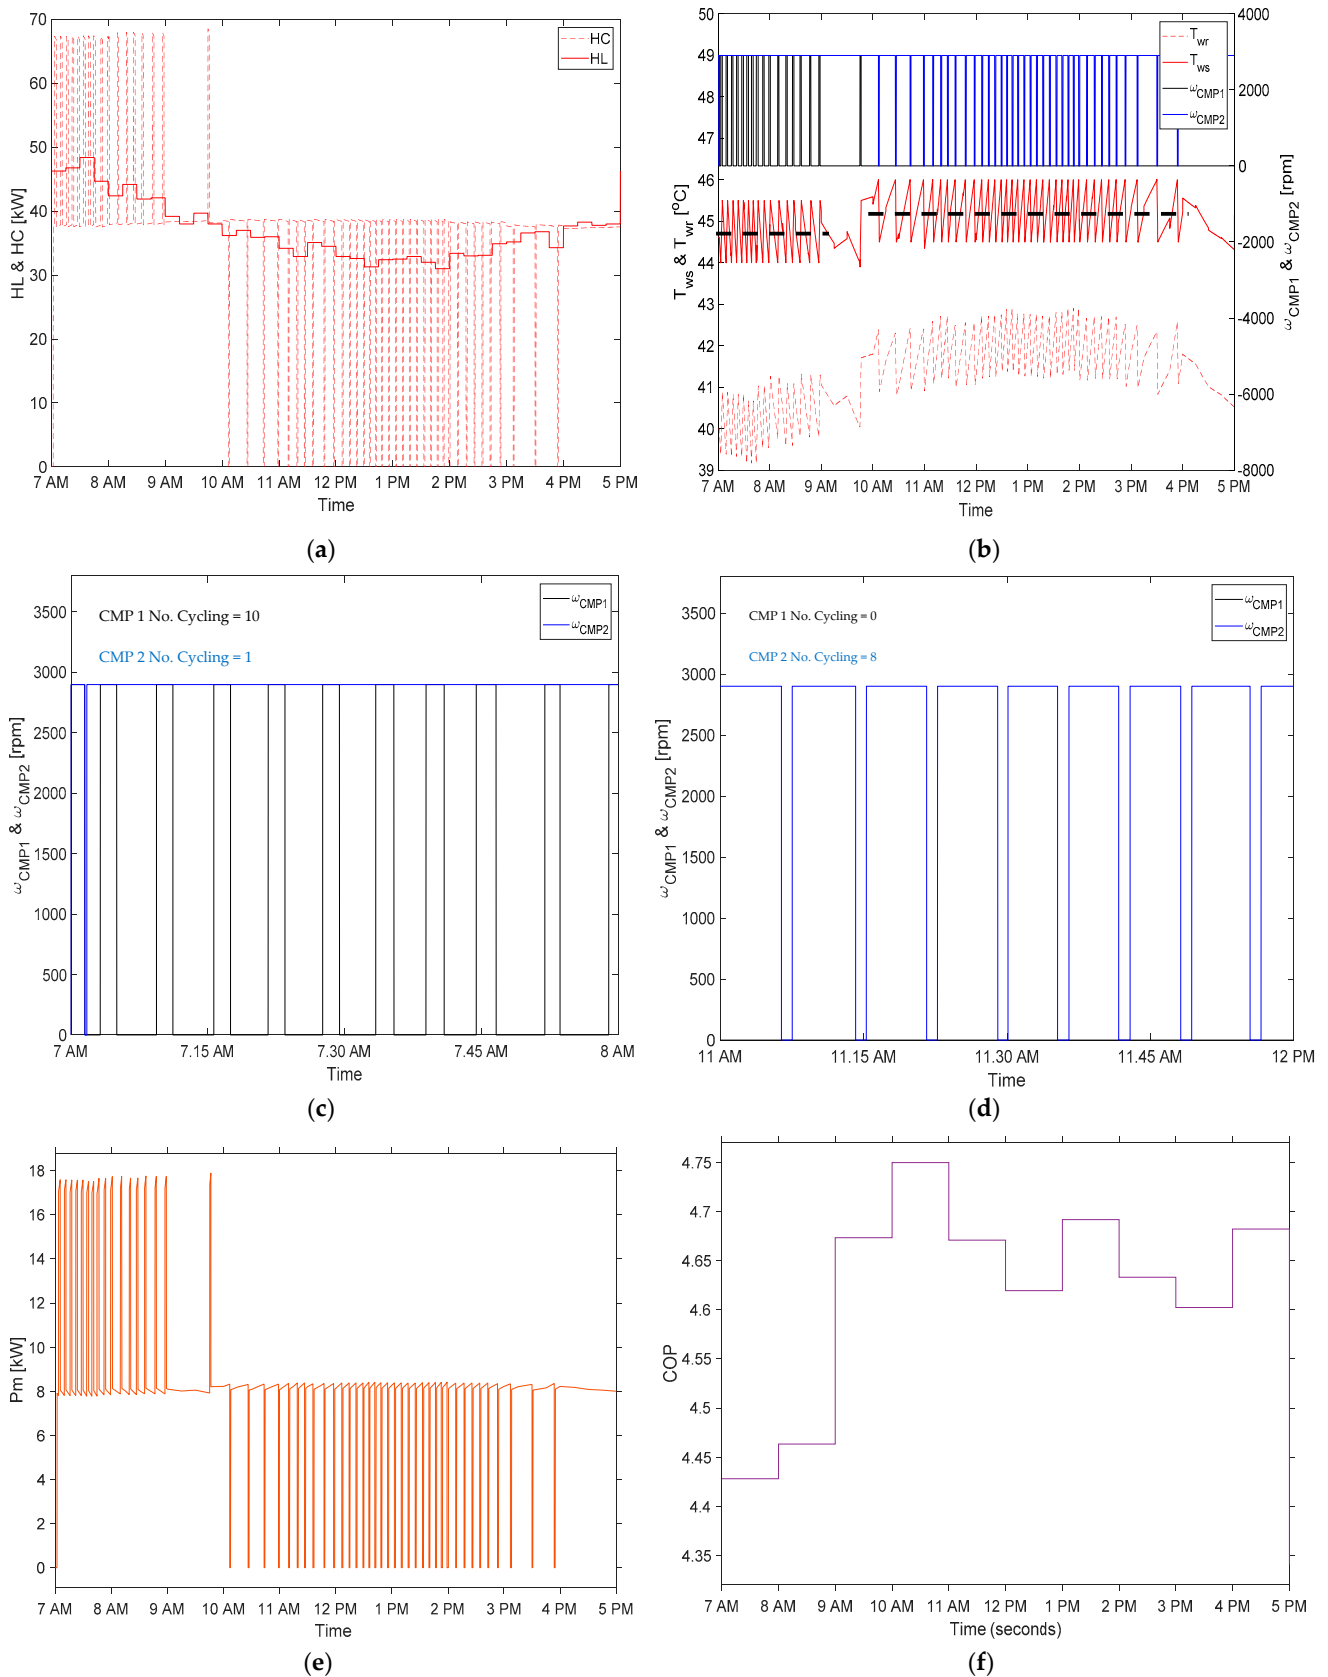 70
60
50
40
30
20
10
0
HL & HC [kW]
HC
HL
7 AM 8 AM 9 AM 10 AM 11 AM 12 PM 1 PM 2 PM 3 PM 4 PM 5 PM
Time
(a)
50
49
48
47
46
45
44
43
42
41
40
39
T_ws & T_wr [°C]
4000
2000
0
-2000
-4000
-6000
-8000
ω_CMP1 & ω_CMP2 [rpm]
T_wr
T_ws
ω_CMP1
ω_CMP2
7 AM 8 AM 9 AM 10 AM 11 AM 12 PM 1 PM 2 PM 3 PM 4 PM 5 PM
Time
(b)
3500
3000
2500
2000
1500
1000
500
0
ω_CMP1 & ω_CMP2 [rpm]
CMP 1 No. Cycling = 10
CMP 2 No. Cycling = 1
ω_CMP1
ω_CMP2
7 AM 7.15 AM 7.30 AM 7.45 AM 8 AM
Time
(c)
3500
3000
2500
2000
1500
1000
500
0
ω_CMP1 & ω_CMP2 [rpm]
CMP 1 No. Cycling = 0
CMP 2 No. Cycling = 8
ω_CMP1
ω_CMP2
11 AM 11.15 AM 11.30 AM 11.45 AM 12 PM
Time
(d)
18
16
14
12
10
8
6
4
2
0
Pm [kW]
7 AM 8 AM 9 AM 10 AM 11 AM 12 PM 1 PM 2 PM 3 PM 4 PM 5 PM
Time
(e)
4.75
4.7
4.65
4.6
4.55
4.5
4.45
4.4
4.35
COP
7 AM 8 AM 9 AM 10 AM 11 AM 12 PM 1 PM 2 PM 3 PM 4 PM 5 PM
Time (seconds)
(f)